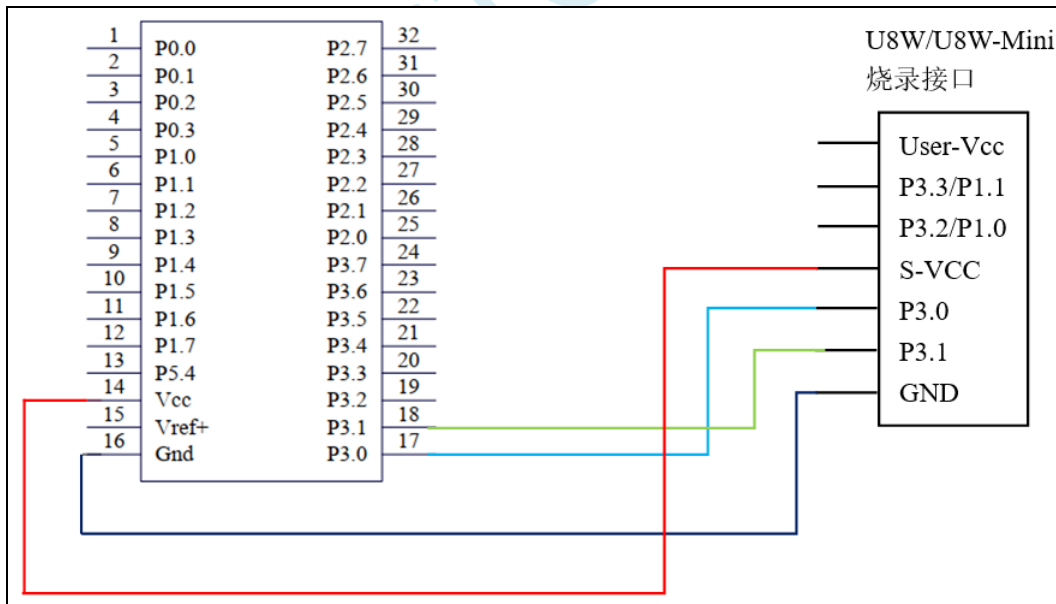 1 P0.0 P2.7 32
2 P0.1 P2.6 31
3 P0.2 P2.5 30
4 P0.3 P2.4 29
5 P1.0 P2.3 28
6 P1.1 P2.2 27
7 P1.2 P2.1 26
8 P1.3 P2.0 25
9 P1.4 P3.7 24
10 P1.5 P3.6 23
11 P1.6 P3.5 22
12 P1.7 P3.4 21
13 P5.4 P3.3 20
14 Vcc P3.2 19
15 Vref+ P3.1 18
16 Gnd P3.0 17
U8W/U8W-Mini
烧录接口
User-Vcc
P3.3/P1.1
P3.2/P1.0
S-VCC
P3.0
P3.1
GND